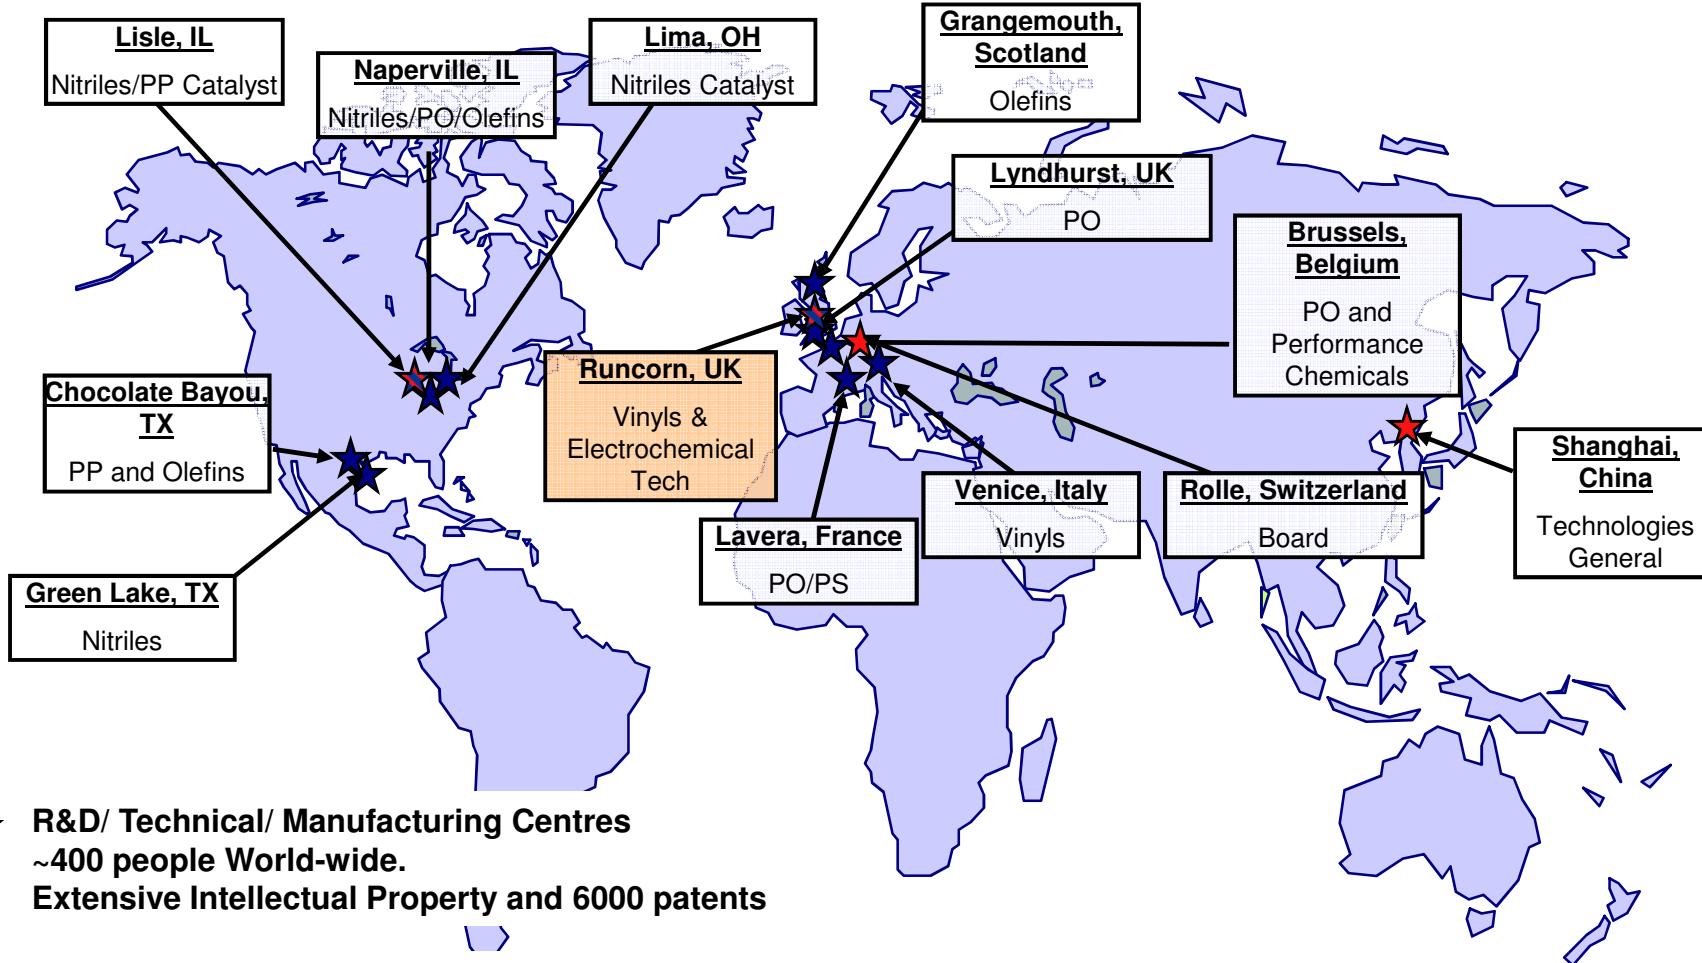 Lisle, IL
Nitriles/PP Catalyst
Naperville, IL
Nitriles/PO/Olefins
Lima, OH
Nitriles Catalyst
Grangemouth,
Scotland
Olefins
Lyndhurst, UK
PO
Brussels,
Belgium
PO and
Performance
Chemicals
Runcorn, UK
Vinyls &
Electrochemical
Tech
Chocolate Bayou,
TX
PP and Olefins
Shanghai,
China
Technologies
General
Venice, Italy
Vinyls
Rolle, Switzerland
Board
Lavera, France
PO/PS
Green Lake, TX
Nitriles
R&D/ Technical/ Manufacturing Centres
~400 people World-wide.
Extensive Intellectual Property and 6000 patents